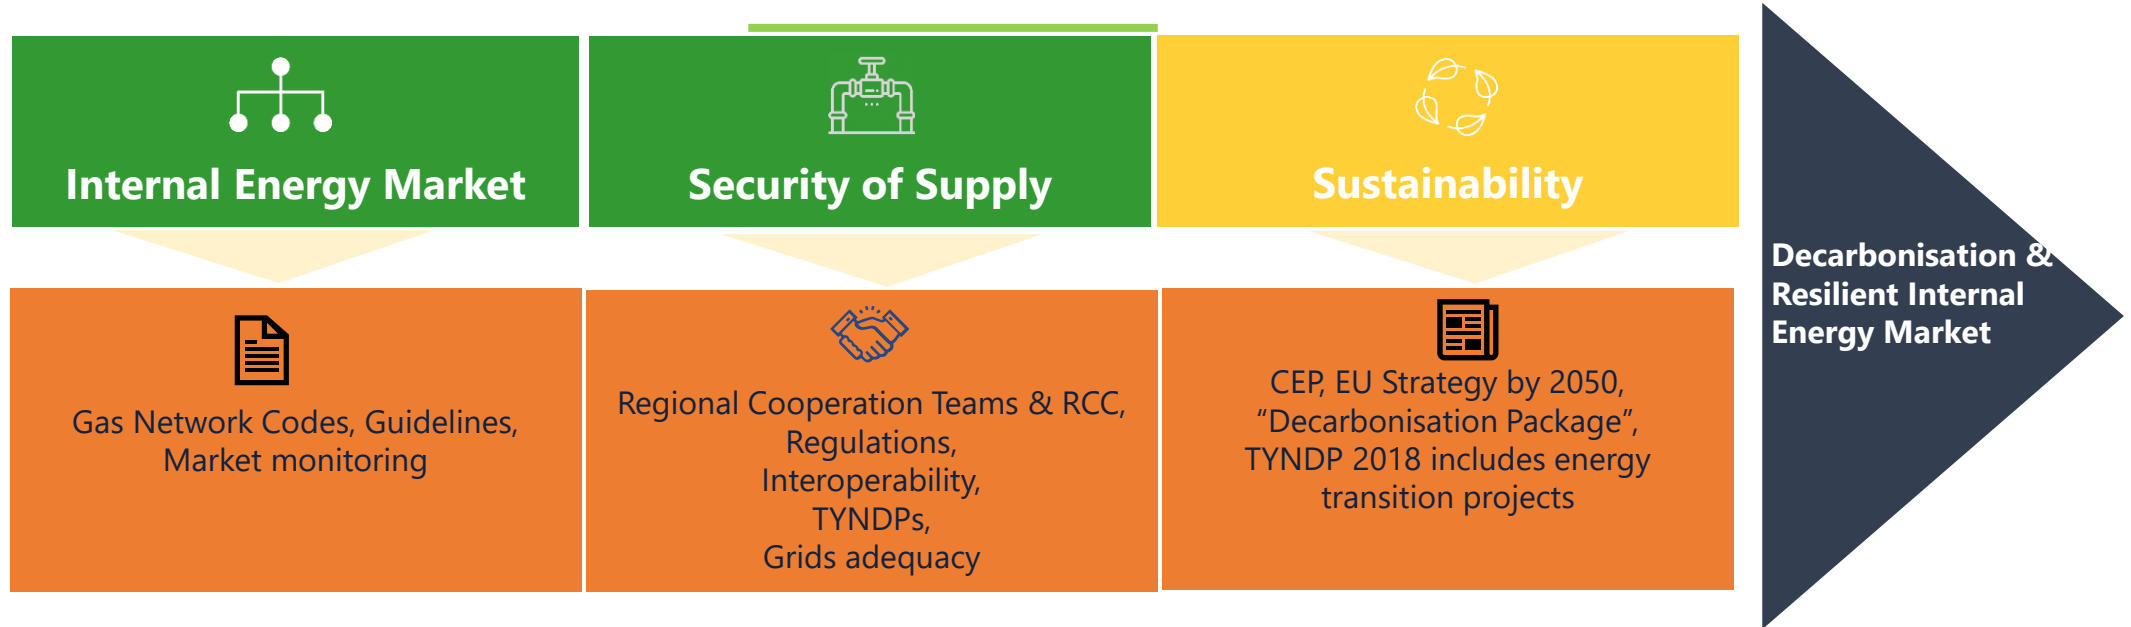 Internal Energy Market
Security of Supply
Sustainability
Gas Network Codes, Guidelines,
Market monitoring
Regional Cooperation Teams & RCC,
Regulations,
Interoperability,
TYNDPs,
Grids adequacy
CEP, EU Strategy by 2050,
“Decarbonisation Package”,
TYNDP 2018 includes energy
transition projects
Decarbonisation &
Resilient Internal
Energy Market